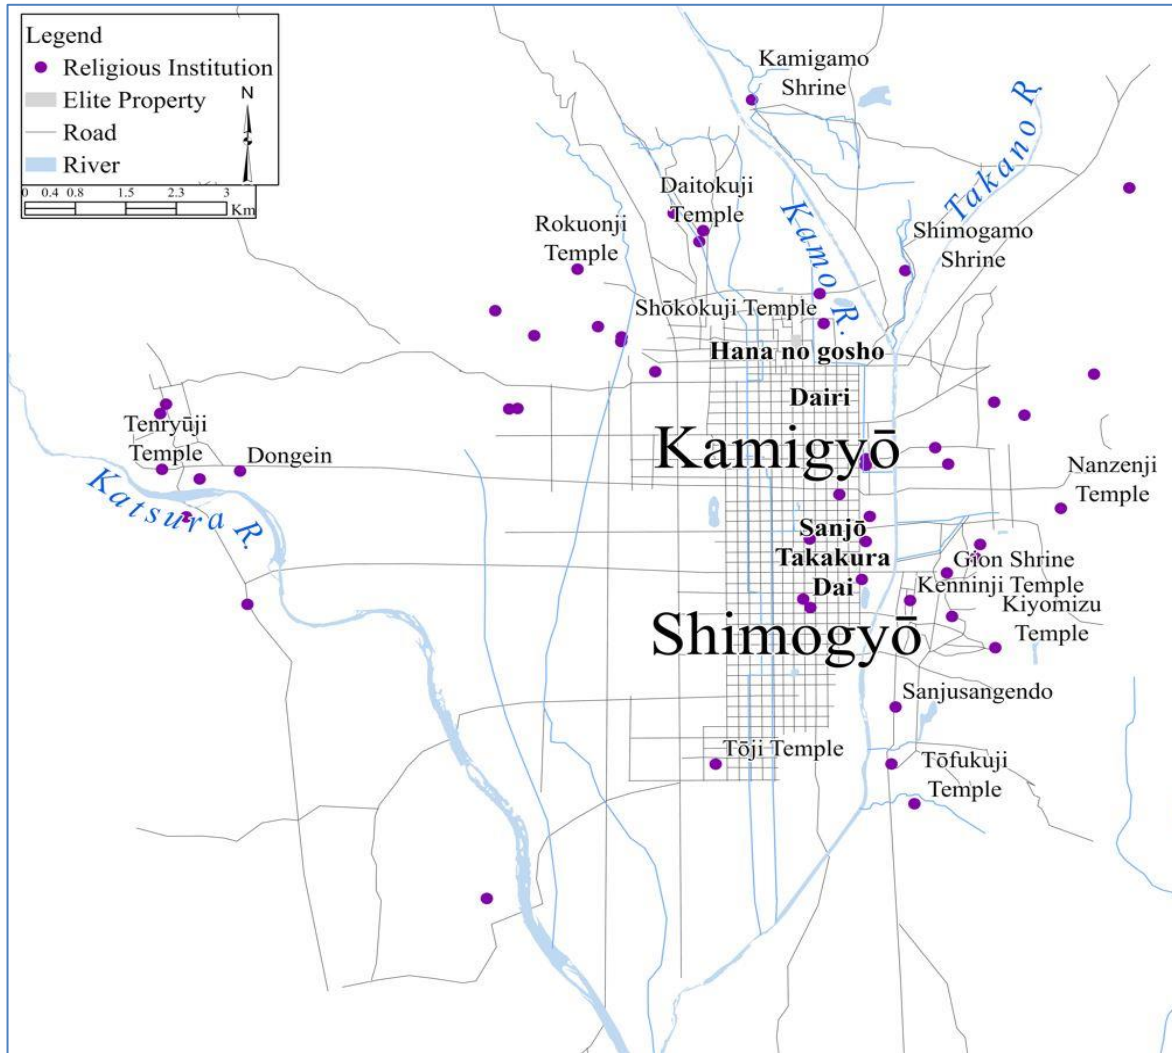 Legend
Religious Institution
Elite Property
Road
River
N
0 0.4 0.8 1.5 2.3 3
Km
Kamigamo
Shrine
Takano R.
Daitokuji
Temple
Rokuonji
Temple
Kamo R.
Shimogamo
Shrine
Shōkokuji Temple
Hana no gosho
Dairi
Kamigyō
Tenryūji
Temple
Dongein
Katsura R.
Nanzenji
Temple
Sanjō
Takakura
Dai
Gion Shrine
Kenninji Temple
Kiyomizu
Temple
Shimogyō
Sanjusangendo
Tōji Temple
Tōfukuji
Temple